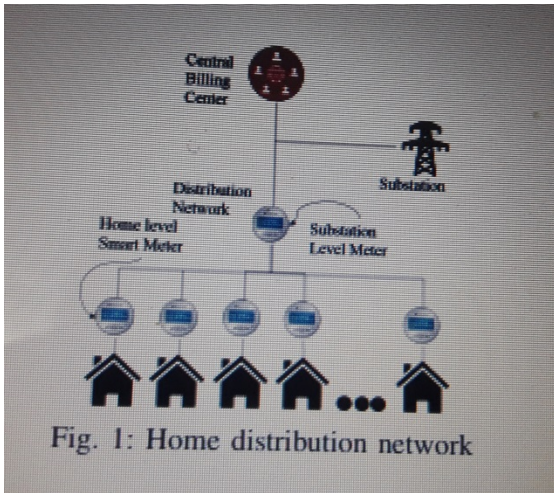 Central
Billing
Center
Substation
Distribution
Network
Substation
Level Meter
Home level
Smart Meter
Fig. 1: Home distribution network